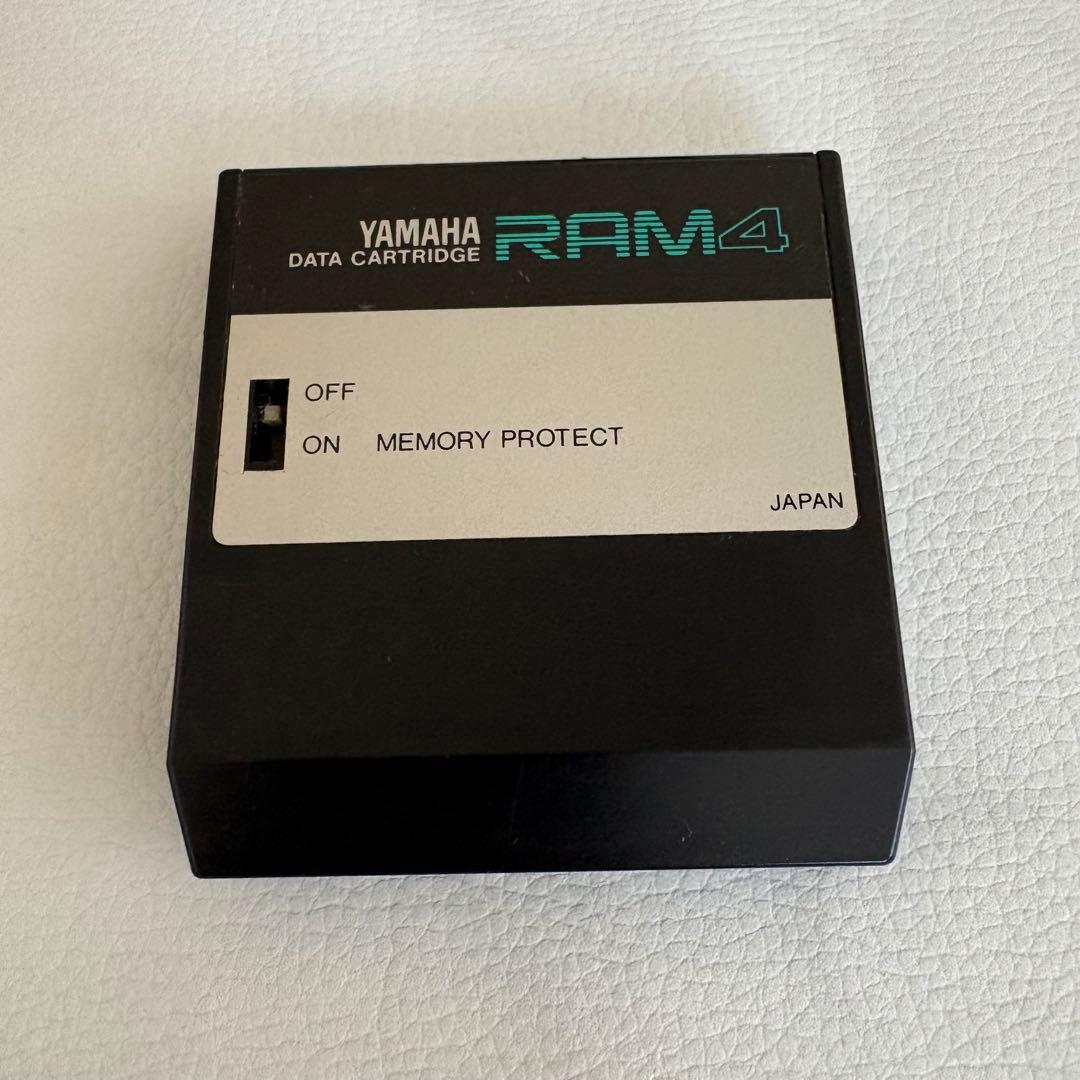 YAMAHA RAM4
DATA CARTRIDGE
OFF
ON MEMORY PROTECT
JAPAN